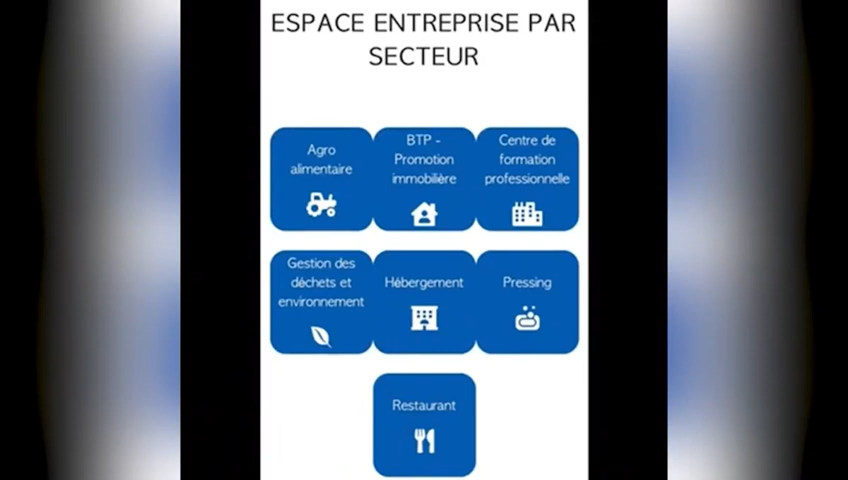 ESPACE ENTREPRISE PAR
SECTEUR
Agro
alimentaire
BTP -
Promotion
immobilière
Centre de
formation
professionnelle
Gestion des
déchets et
environnement
Hébergement
Pressing
Restaurant